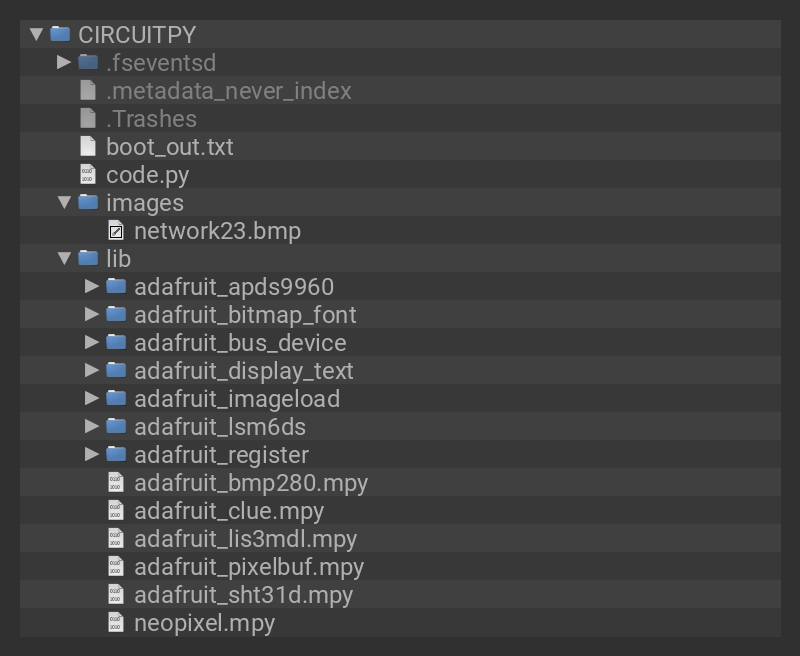 CIRCUITPY
.fseventsd
.metadata_never_index
.Trashes
boot_out.txt
code.py
images
network23.bmp
lib
adafruit_apds9960
adafruit_bitmap_font
adafruit_bus_device
adafruit_display_text
adafruit_imageload
adafruit_lsm6ds
adafruit_register
adafruit_bmp280.mpy
adafruit_clue.mpy
adafruit_lis3mdl.mpy
adafruit_pixelbuf.mpy
adafruit_sht31d.mpy
neopixel.mpy